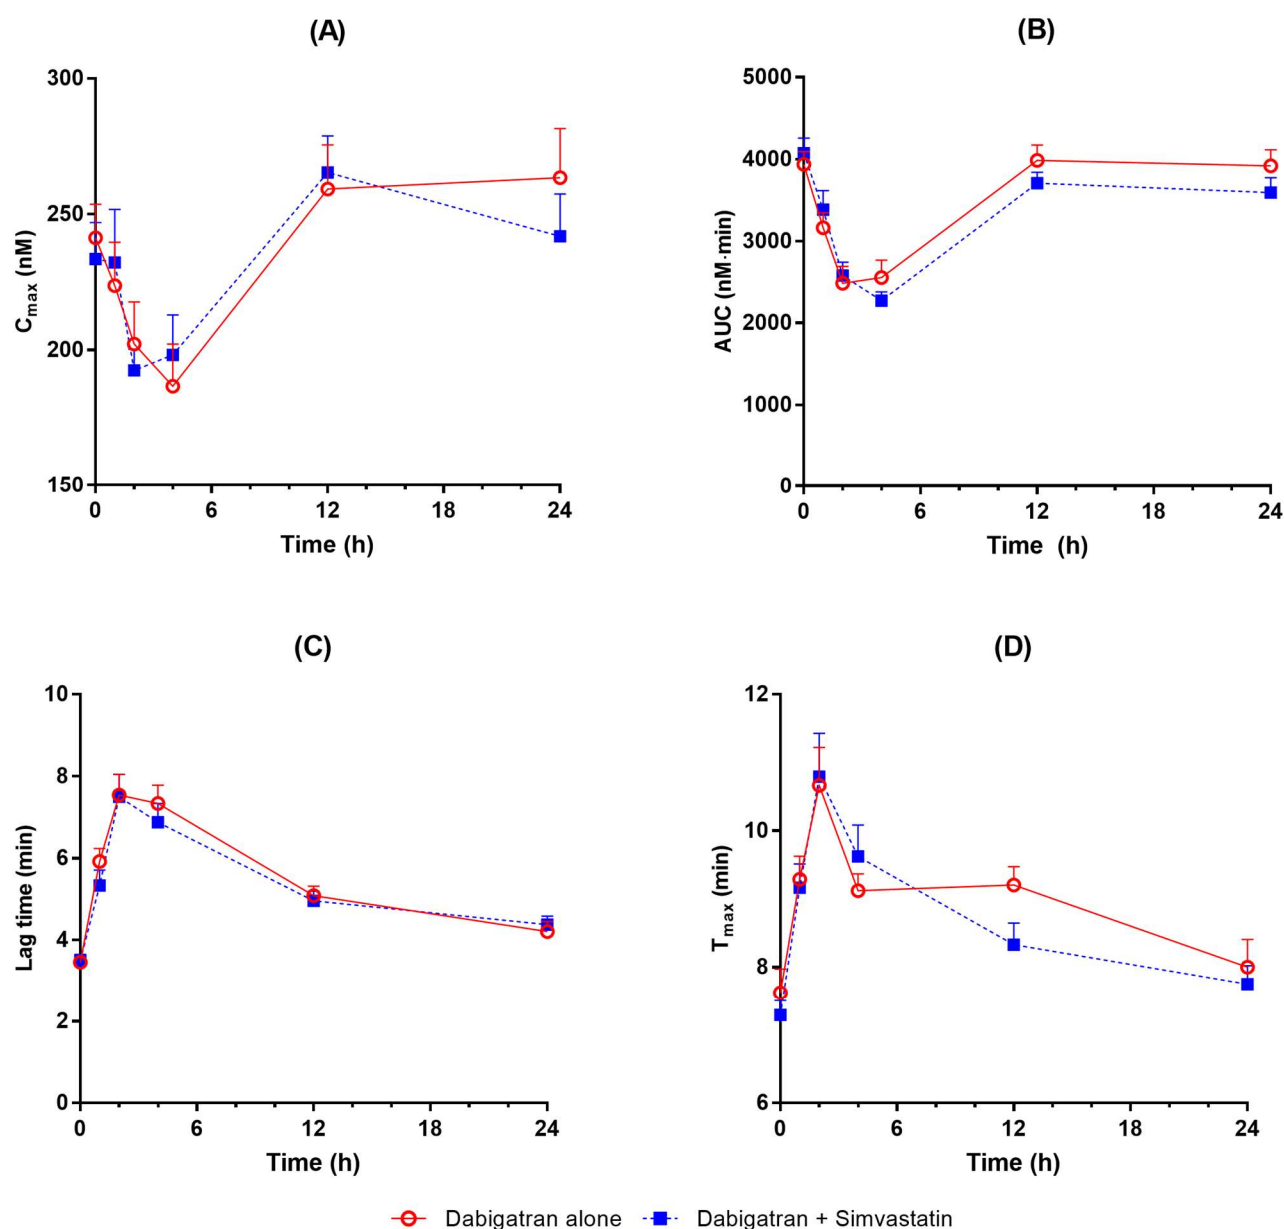 (A)
300
250
200
150
Cmax (nM)
0 6 12 18 24
Time (h)
(B)
5000
4000
3000
2000
1000
0
AUC (nM·min)
0 6 12 18 24
Time (h)
(C)
10
8
6
4
2
0
Lag time (min)
0 6 12 18 24
Time (h)
(D)
12
10
8
6
Tmax (min)
0 6 12 18 24
Time (h)
Dabigatran alone Dabigatran + Simvastatin